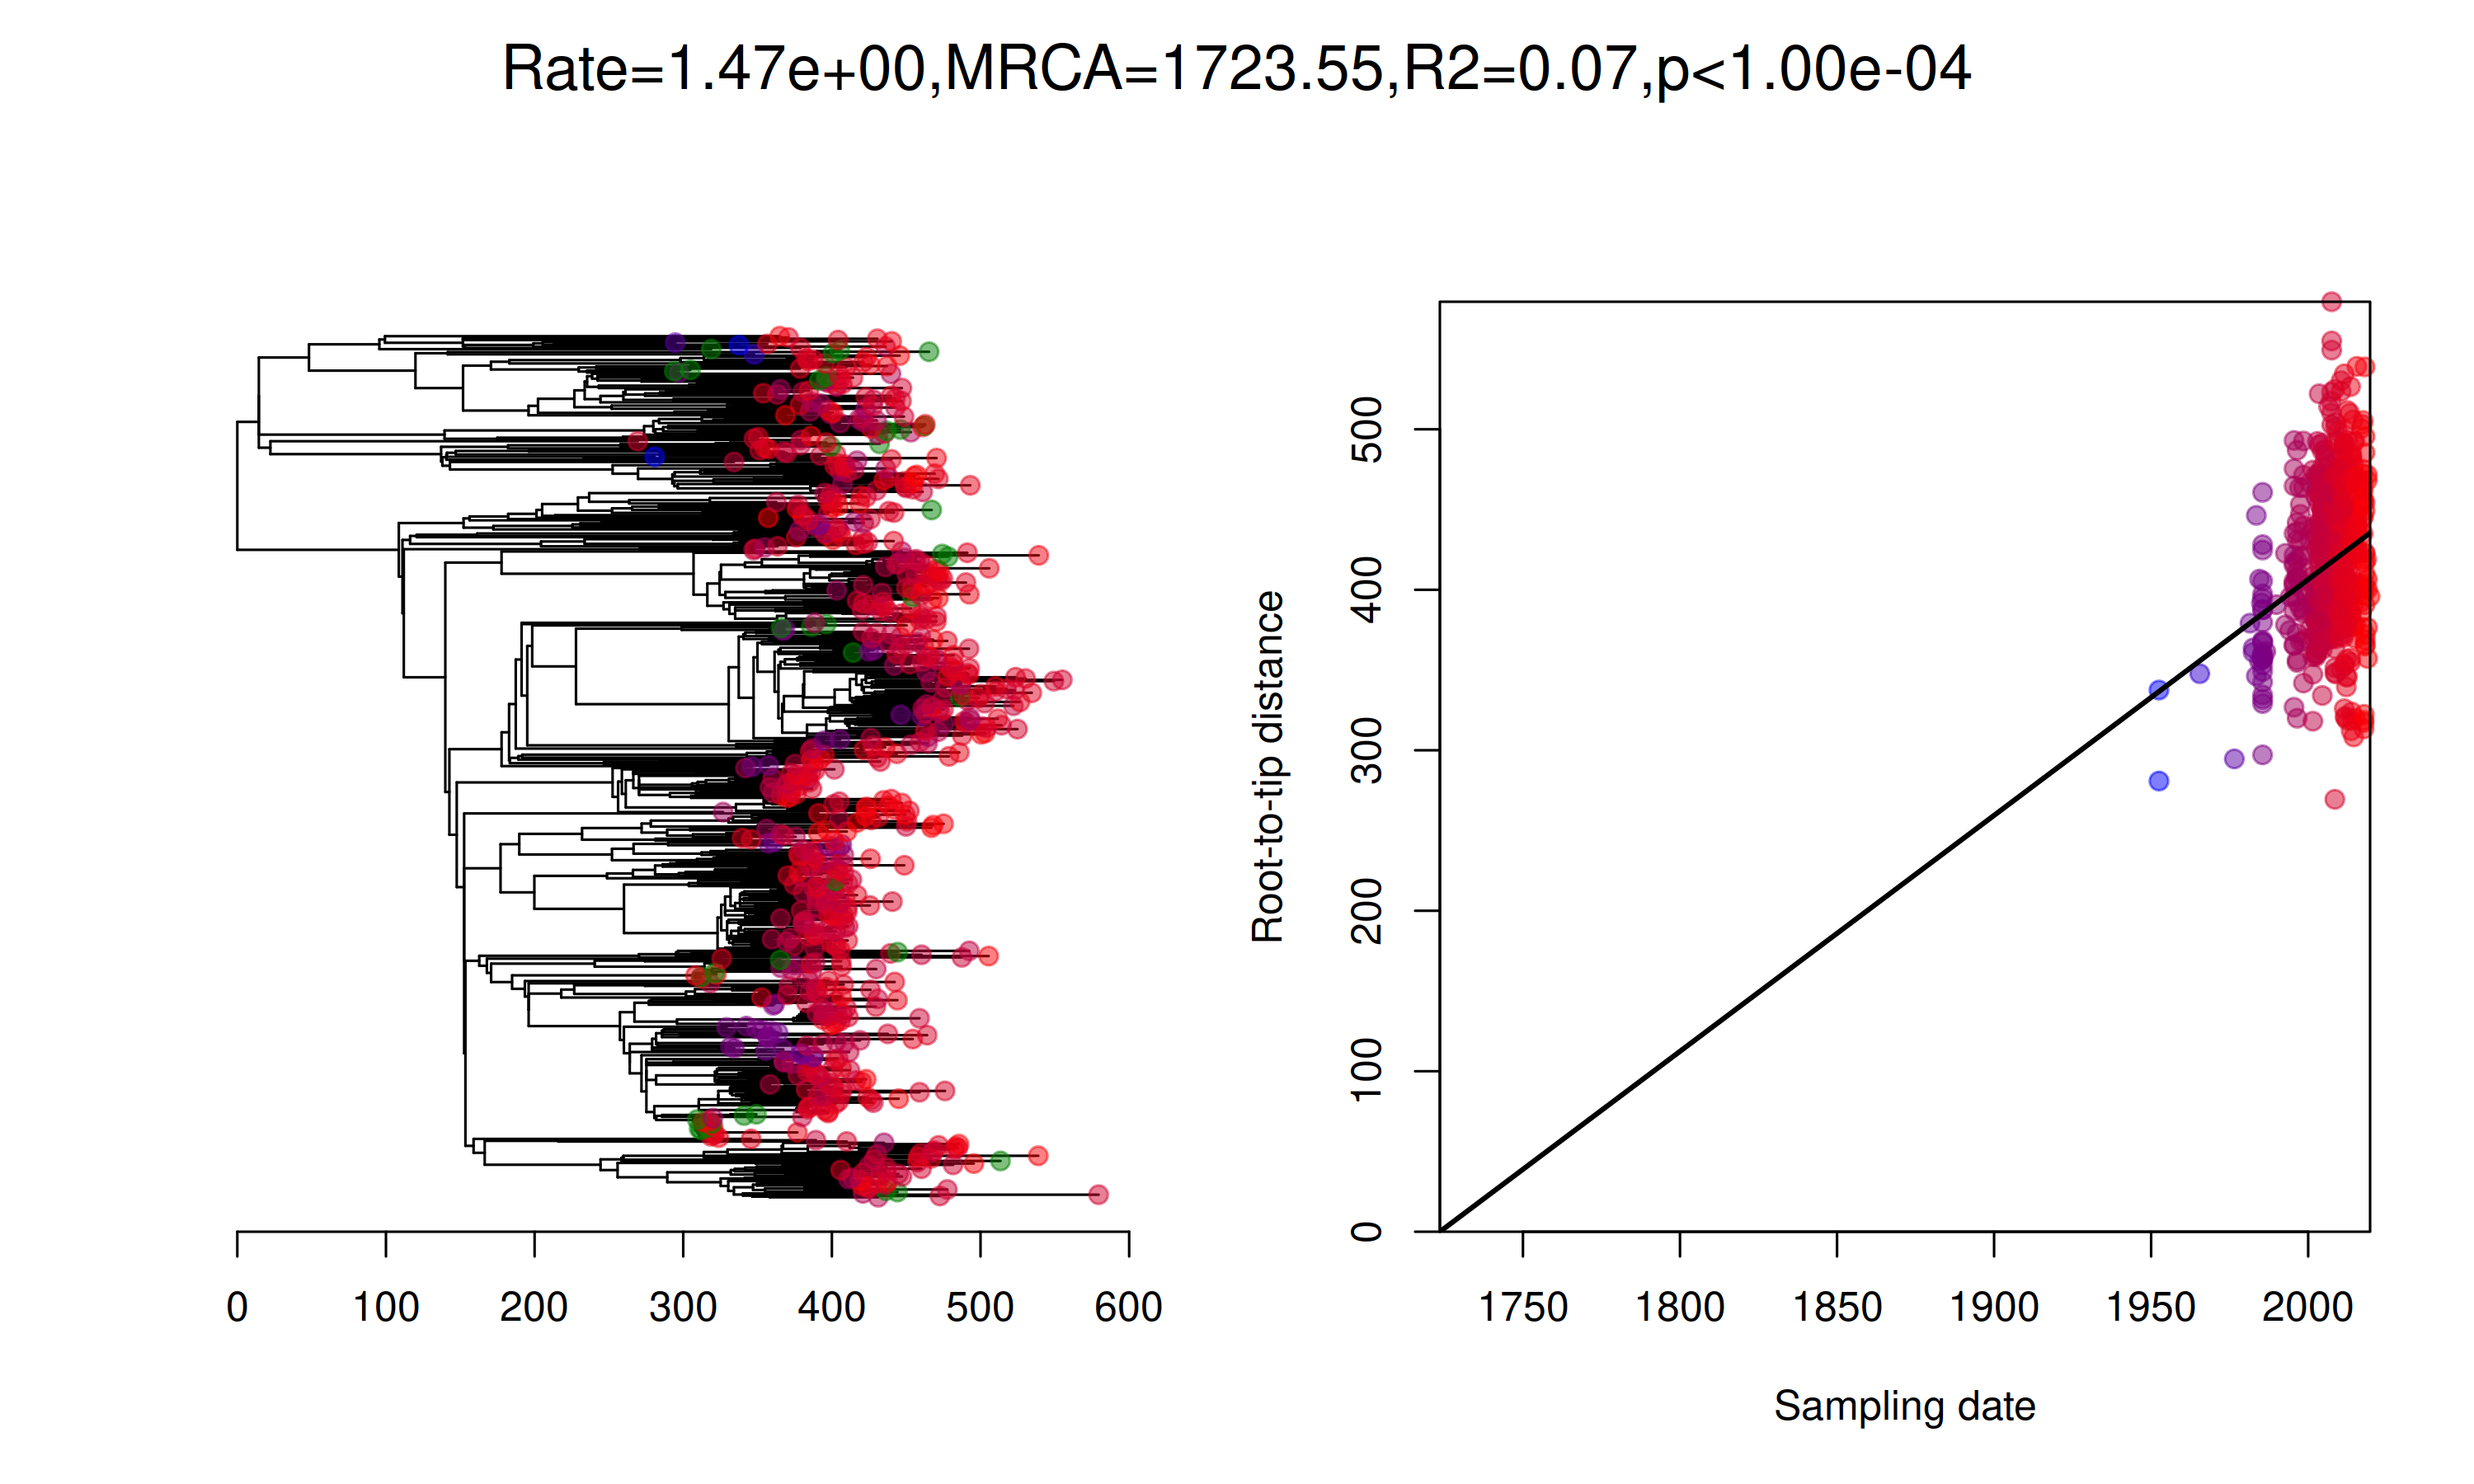 Rate=1.47e+00,MRCA=1723.55,R2=0.07,p<1.00e-04
0 100 200 300 400 500 600
Root-to-tip distance
0 100 200 300 400 500
1750 1800 1850 1900 1950 2000
Sampling date